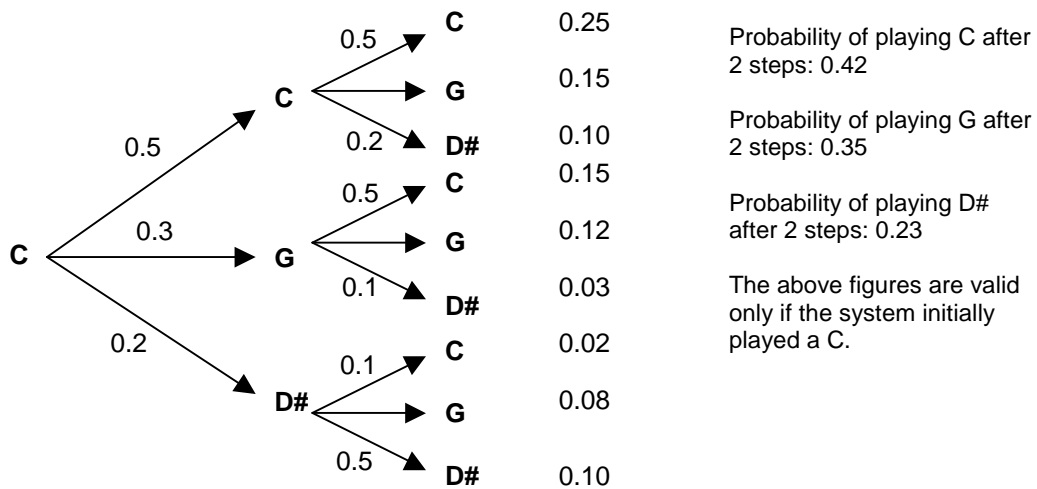 C 0.25
0.5
C
G 0.15
0.2
D# 0.10
0.5
C 0.15
0.5
0.3
C
G
G 0.12
0.1
D# 0.03
0.2
C 0.02
0.1
D#
G 0.08
0.5
D# 0.10
Probability of playing C after
2 steps: 0.42
Probability of playing G after
2 steps: 0.35
Probability of playing D#
after 2 steps: 0.23
The above figures are valid
only if the system initially
played a C.